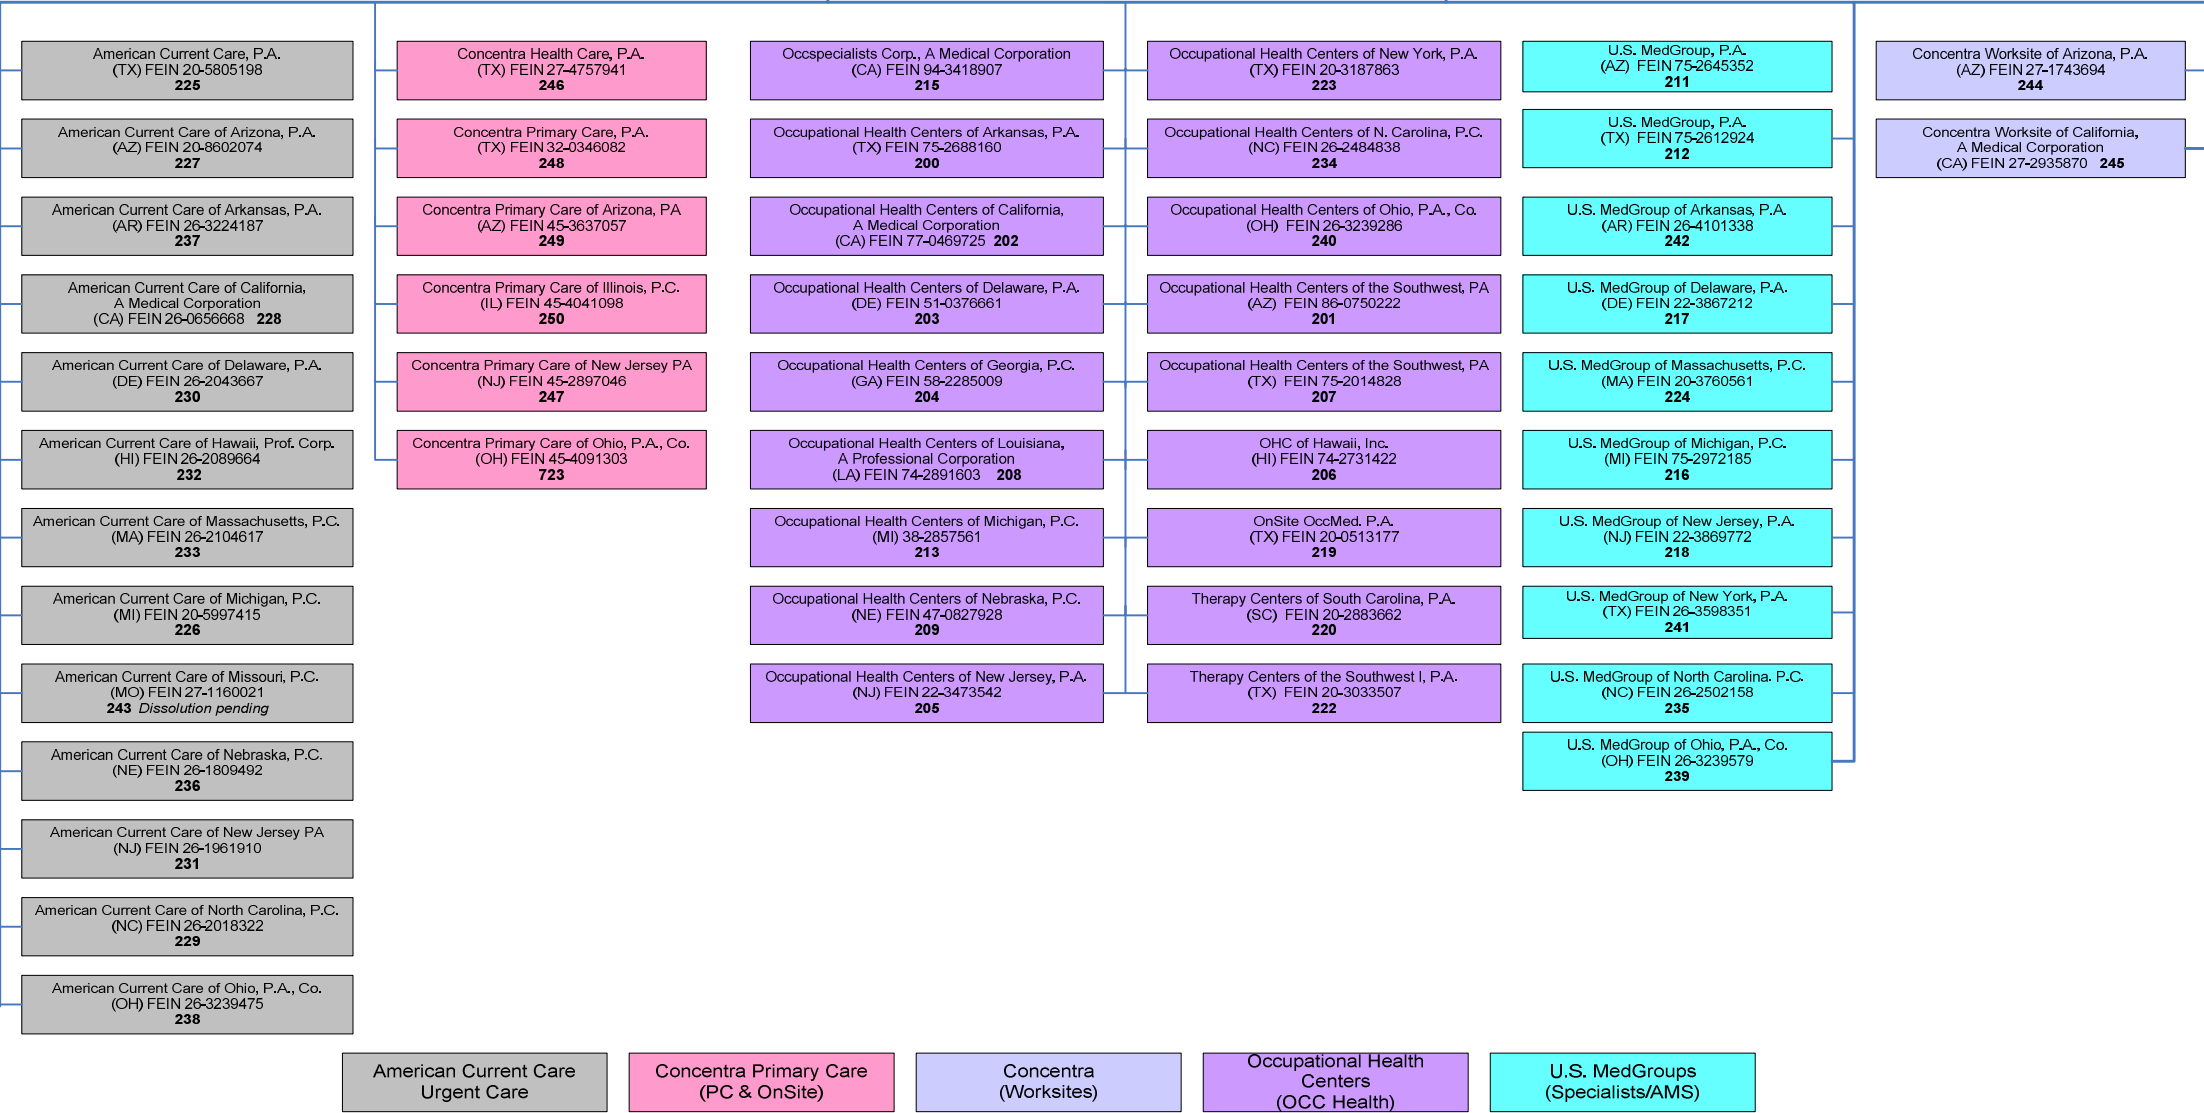 American Current Care, P.A.
(TX) FEIN 20-5805198
225
American Current Care of Arizona, P.A.
(AZ) FEIN 20-8602074
227
American Current Care of Arkansas, P.A.
(AR) FEIN 26-3224187
237
American Current Care of California,
A Medical Corporation
(CA) FEIN 26-0656668 228
American Current Care of Delaware, P.A.
(DE) FEIN 26-2043667
230
American Current Care of Hawaii, Prof. Corp.
(HI) FEIN 26-2089664
232
American Current Care of Massachusetts, P.C.
(MA) FEIN 26-2104617
233
American Current Care of Michigan, P.C.
(MI) FEIN 20-5997415
226
American Current Care of Missouri, P.C.
(MO) FEIN 27-1160021
243 Dissolution pending
American Current Care of Nebraska, P.C.
(NE) FEIN 26-1809492
236
American Current Care of New Jersey PA
(NJ) FEIN 26-1961910
231
American Current Care of North Carolina, P.C.
(NC) FEIN 26-2018322
229
American Current Care of Ohio, P.A., Co.
(OH) FEIN 26-3239475
238
Concentra Health Care, P.A.
(TX) FEIN 27-4757941
246
Concentra Primary Care, P.A.
(TX) FEIN 32-0346082
248
Concentra Primary Care of Arizona, PA
(AZ) FEIN 45-3637057
249
Concentra Primary Care of Illinois, P.C.
(IL) FEIN 45-4041098
250
Concentra Primary Care of New Jersey PA
(NJ) FEIN 45-2897046
247
Concentra Primary Care of Ohio, P.A., Co.
(OH) FEIN 45-4091303
723
Occspecialists Corp., A Medical Corporation
(CA) FEIN 94-3418907
215
Occupational Health Centers of Arkansas, P.A.
(TX) FEIN 75-2688160
200
Occupational Health Centers of California,
A Medical Corporation
(CA) FEIN 77-0469725 202
Occupational Health Centers of Delaware, P.A.
(DE) FEIN 51-0376661
203
Occupational Health Centers of Georgia, P.C.
(GA) FEIN 58-2285009
204
Occupational Health Centers of Louisiana,
A Professional Corporation
(LA) FEIN 74-2891603 208
Occupational Health Centers of Michigan, P.C.
(MI) 38-2857561
213
Occupational Health Centers of Nebraska, P.C.
(NE) FEIN 47-0827928
209
Occupational Health Centers of New Jersey, P.A.
(NJ) FEIN 22-3473542
205
Occupational Health Centers of New York, P.A.
(TX) FEIN 20-3187863
223
Occupational Health Centers of N. Carolina, P.C.
(NC) FEIN 26-2484838
234
Occupational Health Centers of Ohio, P.A., Co.
(OH) FEIN 26-3239286
240
Occupational Health Centers of the Southwest, PA
(AZ) FEIN 86-0750222
201
Occupational Health Centers of the Southwest, PA
(TX) FEIN 75-2014828
207
OHC of Hawaii, Inc.
(HI) FEIN 74-2731422
206
OnSite OccMed. P.A.
(TX) FEIN 20-0513177
219
Therapy Centers of South Carolina, P.A.
(SC) FEIN 20-2883662
220
Therapy Centers of the Southwest I, P.A.
(TX) FEIN 20-3033507
222
U.S. MedGroup, P.A.
(AZ) FEIN 75-2645352
211
U.S. MedGroup, P.A.
(TX) FEIN 75-2612924
212
U.S. MedGroup of Arkansas, P.A.
(AR) FEIN 26-4101338
242
U.S. MedGroup of Delaware, P.A.
(DE) FEIN 22-3867212
217
U.S. MedGroup of Massachusetts, P.C.
(MA) FEIN 20-3760561
224
U.S. MedGroup of Michigan, P.C.
(MI) FEIN 75-2972185
216
U.S. MedGroup of New Jersey, P.A.
(NJ) FEIN 22-3869772
218
U.S. MedGroup of New York, P.A.
(TX) FEIN 26-3598351
241
U.S. MedGroup of North Carolina. P.C.
(NC) FEIN 26-2502158
235
U.S. MedGroup of Ohio, P.A., Co.
(OH) FEIN 26-3239579
239
Concentra Worksite of Arizona, P.A.
(AZ) FEIN 27-1743694
244
Concentra Worksite of California,
A Medical Corporation
(CA) FEIN 27-2935870 245
American Current Care
Urgent Care
Concentra Primary Care
(PC & OnSite)
Concentra
(Worksites)
Occupational Health
Centers
(OCC Health)
U.S. MedGroups
(Specialists/AMS)